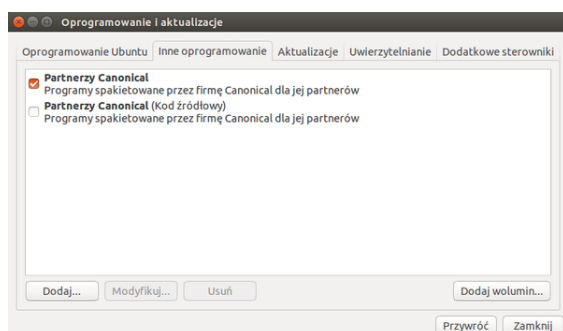 Oprogramowanie i aktualizacje
Oprogramowanie Ubuntu Inne oprogramowanie Aktualizacje Uwierzytelnianie Dodatkowe sterowniki
Partnerzy Canonical
Programy spakietowane przez firmę Canonical dla jej partnerów
Partnerzy Canonical (Kod źródłowy)
Programy spakietowane przez firmę Canonical dla jej partnerów
Dodaj... Modyfikuj... Usuń Dodaj wolumin...
Przywróć Zamknij